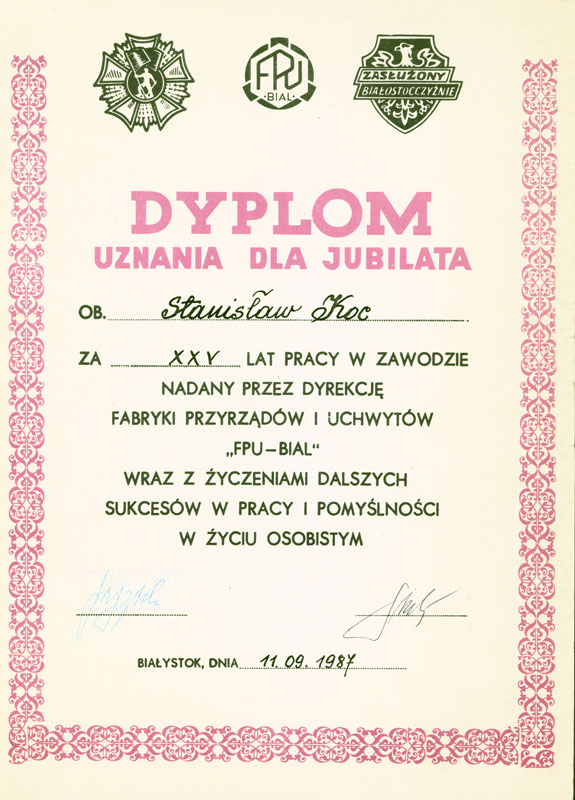 FPU
BIAL
ZASŁUŻONY
BIAŁOSTOCCZYŹNIE
DYPLOM
UZNANIA DLA JUBILATA
OB. Stanisław Koc
ZA XXV LAT PRACY W ZAWODZIE
NADANY PRZEZ DYREKCJĘ
FABRYKI PRZYRZĄDÓW I UCHWYTÓW
„FPU–BIAL“
WRAZ Z ŻYCZENIAMI DALSZYCH
SUKCESÓW W PRACY I POMYŚLNOŚCI
W ŻYCIU OSOBISTYM
BIAŁYSTOK, DNIA 11.09.1987